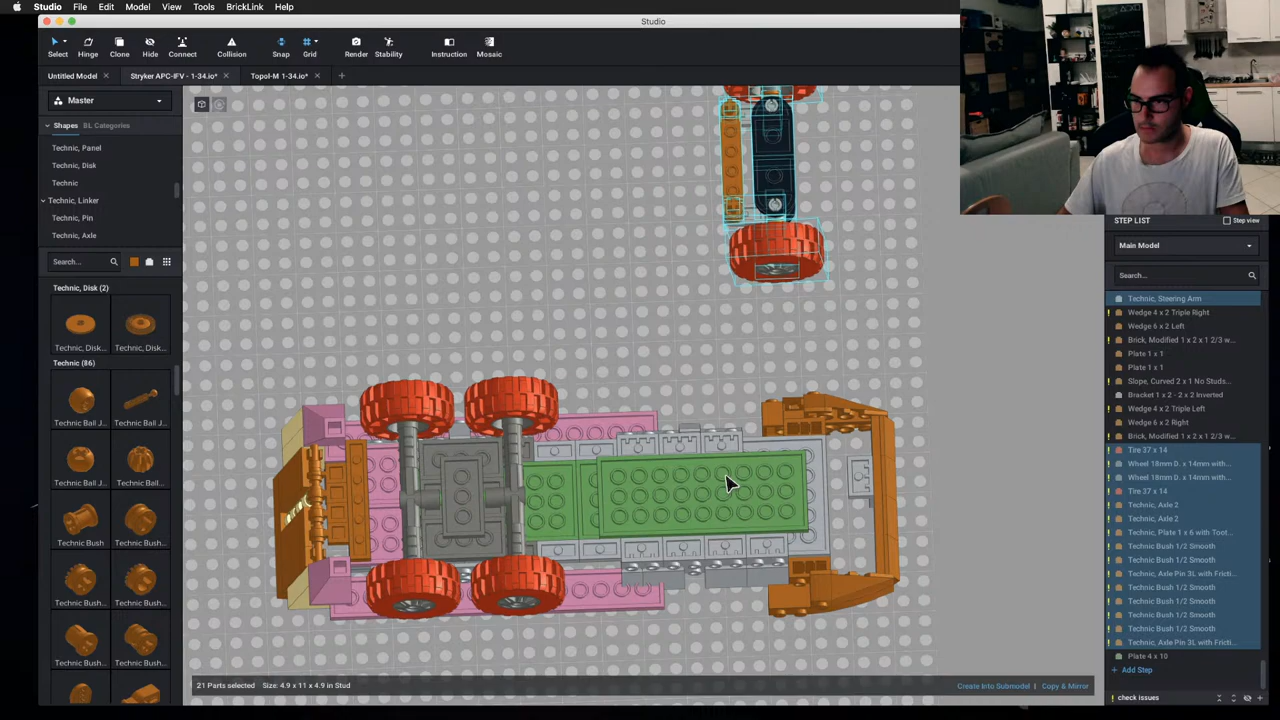 Studio File Edit Model View Tools BrickLink Help
Studio
Select Hinge Clone Hide Connect Collision Snap Grid Render Stability Instruction Mosaic
Untitled Model Stryker APC-IFV - 1-34.io* Topol-M 1-34.io*
Master
Shapes BL Categories
Technic, Panel
Technic, Disk
Technic
Technic, Linker
Technic, Pin
Technic, Axle
Search...
Technic, Disk (2)
Technic, Disk... Technic, Disk...
Technic (86)
Technic Ball J... Technic Ball J...
Technic Ball J... Technic Ball J...
Technic Bush Technic Bush...
Technic Bush... Technic Bush...
Technic Bush... Technic Bush...
21 Parts selected Size: 4.9 x 11 x 4.9 in Stud
Create Into Submodel | Copy & Mirror
STEP LIST Step view
Main Model
Search...
Technic, Steering Arm
Wedge 4 x 2 Triple Right
Wedge 6 x 2 Left
Brick, Modified 1 x 2 x 1 2/3 w...
Plate 1 x 1
Plate 1 x 1
Slope, Curved 2 x 1 No Studs...
Bracket 1 x 2 - 2 x 2 Inverted
Wedge 4 x 2 Triple Left
Wedge 6 x 2 Right
Brick, Modified 1 x 2 x 1 2/3 w...
Tire 37 x 14
Wheel 18mm D. x 14mm with...
Wheel 18mm D. x 14mm with...
Tire 37 x 14
Technic, Axle 2
Technic, Axle 2
Technic, Plate 1 x 6 with Toot...
Technic Bush 1/2 Smooth
Technic Bush 1/2 Smooth
Technic, Axle Pin 3L with Fricti...
Technic Bush 1/2 Smooth
Technic Bush 1/2 Smooth
Technic Bush 1/2 Smooth
Technic Bush 1/2 Smooth
Technic, Axle Pin 3L with Fricti...
Plate 4 x 10
+ Add Step
! check issues